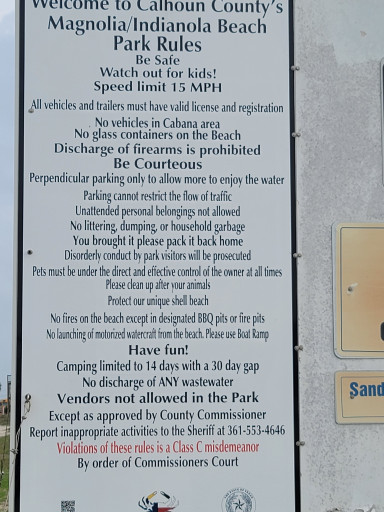 Welcome to Calhoun County's
Magnolia/Indianola Beach
Park Rules
Be Safe
Watch out for kids!
Speed limit 15 MPH
All vehicles and trailers must have valid license and registration
No vehicles in Cabana area
No glass containers on the Beach
Discharge of firearms is prohibited
Be Courteous
Perpendicular parking only to allow more to enjoy the water
Parking cannot restrict the flow of traffic
Unattended personal belongings not allowed
No littering, dumping, or household garbage
You brought it please pack it back home
Disorderly conduct by park visitors will be prosecuted
Pets must be under the direct and effective control of the owner at all times
Please clean up after your animals
Protect our unique shell beach
No fires on the beach except in designated BBQ pits or fire pits
No launching of motorized watercraft from the beach. Please use Boat Ramp
Have fun!
Camping limited to 14 days with a 30 day gap
No discharge of ANY wastewater
Vendors not allowed in the Park
Except as approved by County Commissioner
Report inappropriate activities to the Sheriff at 361-553-4646
Violations of these rules is a Class C misdemeanor
By order of Commissioners Court
Sand